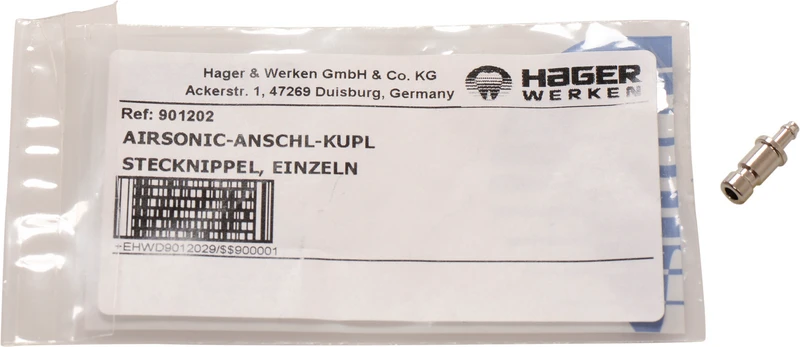 Hager & Werken GmbH & Co. KG
Ackerstr. 1, 47269 Duisburg, Germany
HAGER
WERKEN
Ref: 901202
AIRSONIC-ANSCHL-KUPL
STECKNIPPEL, EINZELN
+EHWD9012029/$$900001